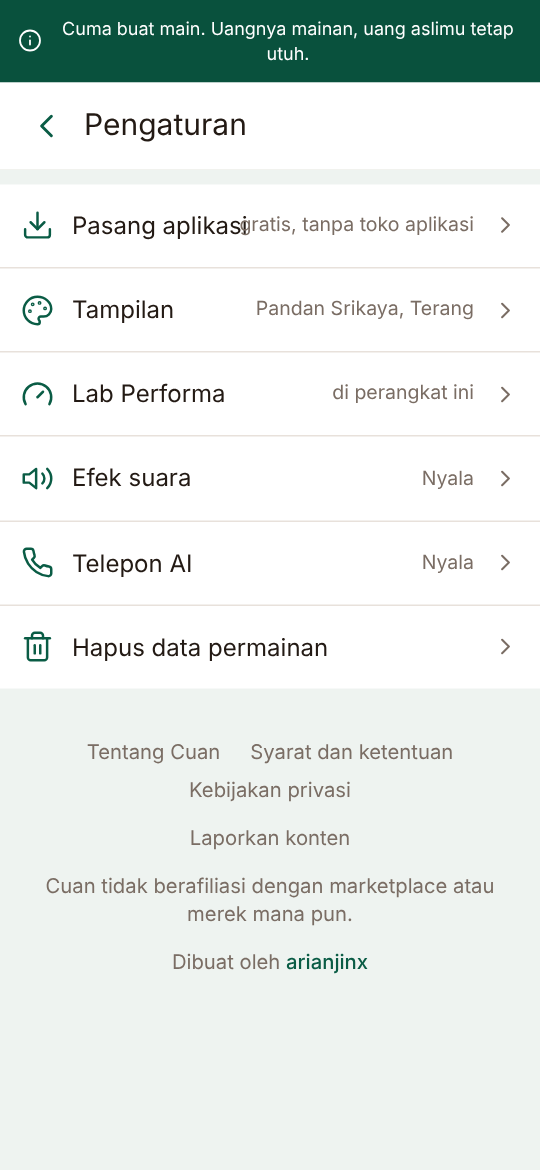 Cuma buat main. Uangnya mainan, uang aslimu tetap
utuh.
Pengaturan
Pasang aplikasi gratis, tanpa toko aplikasi
Tampilan Pandan Srikaya, Terang
Lab Performa di perangkat ini
Efek suara Nyala
Telepon AI Nyala
Hapus data permainan
Tentang Cuan Syarat dan ketentuan
Kebijakan privasi
Laporkan konten
Cuan tidak berafiliasi dengan marketplace atau
merek mana pun.
Dibuat oleh arianjinx